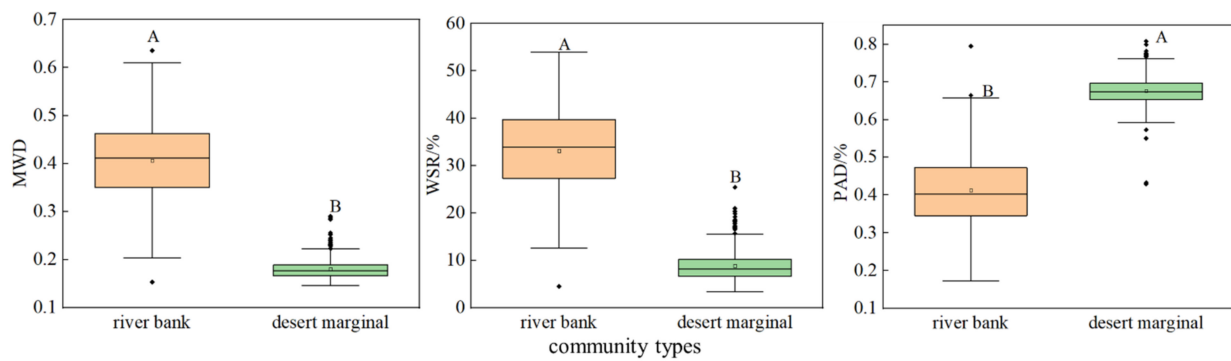 MWD
0.7
0.6
0.5
0.4
0.3
0.2
0.1
A
B
river bank
desert marginal
WSR/%
60
50
40
30
20
10
0
A
B
river bank
desert marginal
PAD/%
0.8
0.7
0.6
0.5
0.4
0.3
0.2
0.1
B
A
river bank
desert marginal
community types